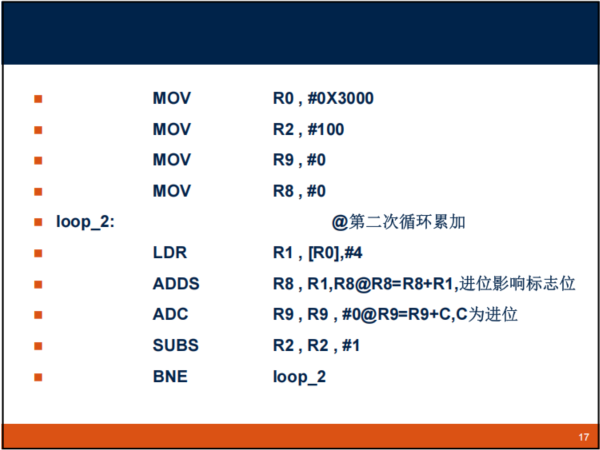 MOV R0 , #0X3000
MOV R2 , #100
MOV R9 , #0
MOV R8 , #0
loop_2: @第二次循环累加
LDR R1 , [R0],#4
ADDS R8 , R1,R8@R8=R8+R1,进位影响标志位
ADC R9 , R9 , #0@R9=R9+C,C为进位
SUBS R2 , R2 , #1
BNE loop_2
17